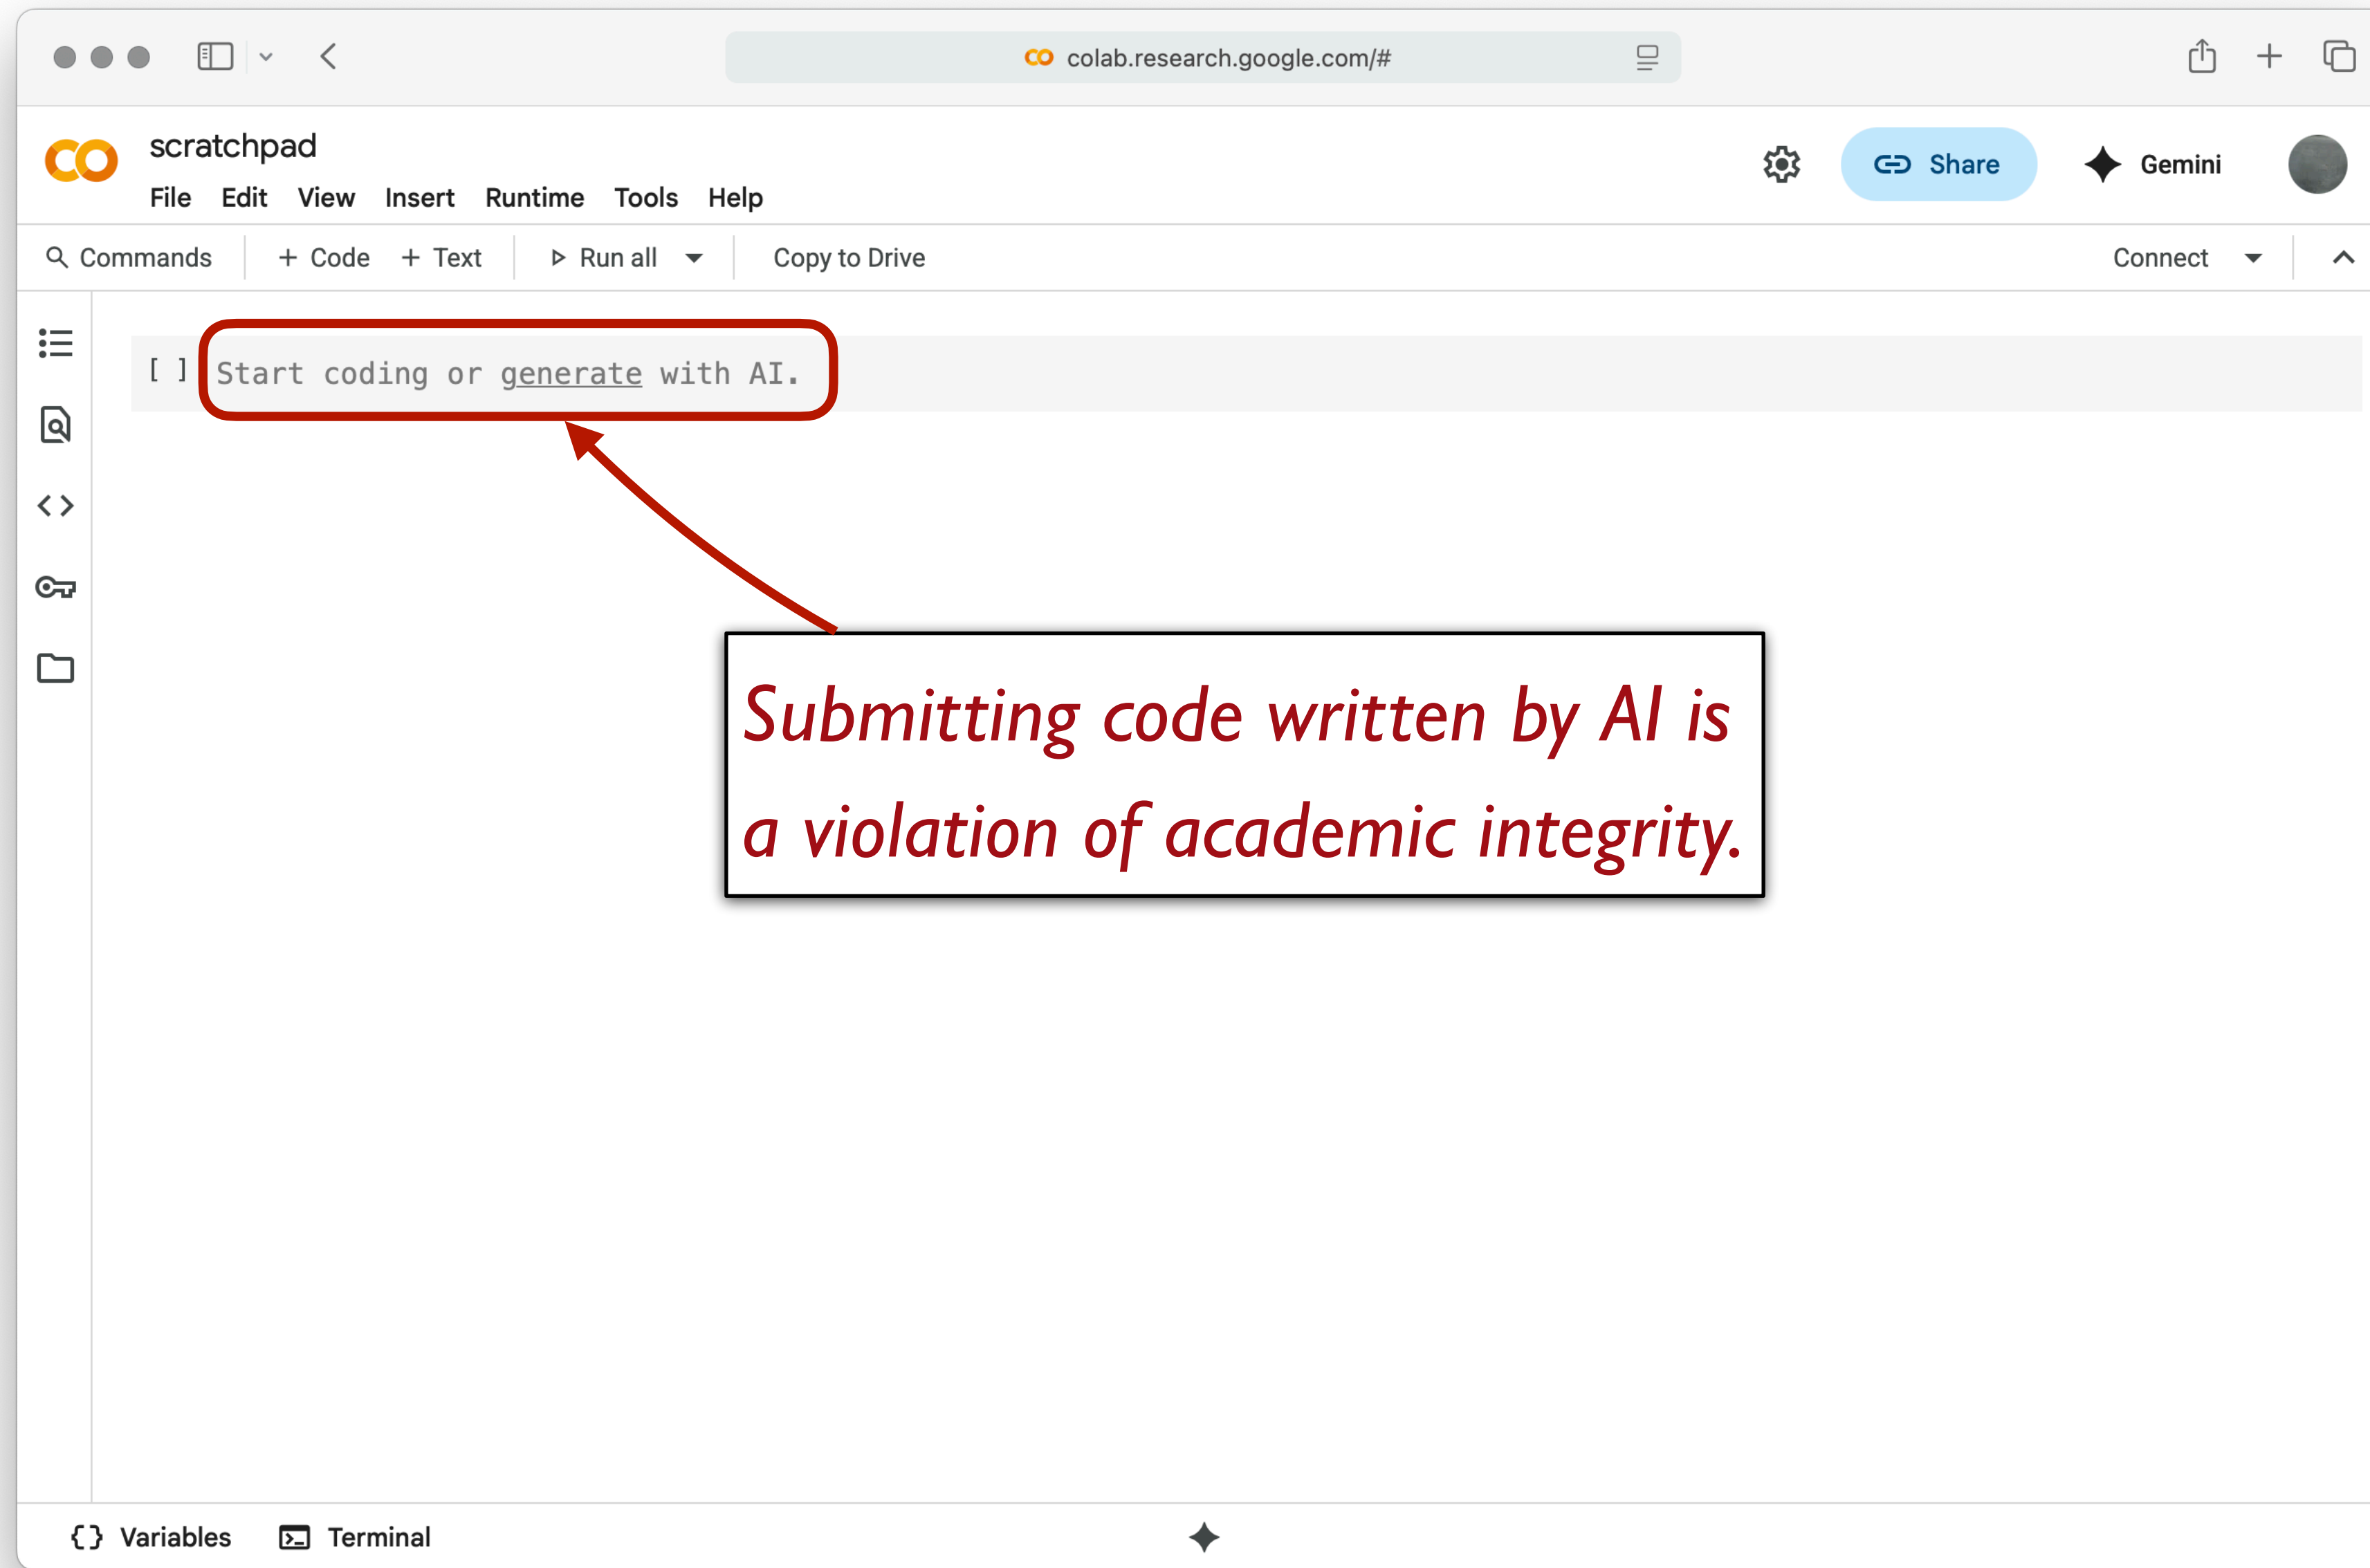 colab.research.google.com/#
scratchpad
File Edit View Insert Runtime Tools Help
Share
Gemini
Commands + Code + Text Run all Copy to Drive
Connect
[ ] Start coding or generate with AI.
Submitting code written by AI is
a violation of academic integrity.
{} Variables Terminal